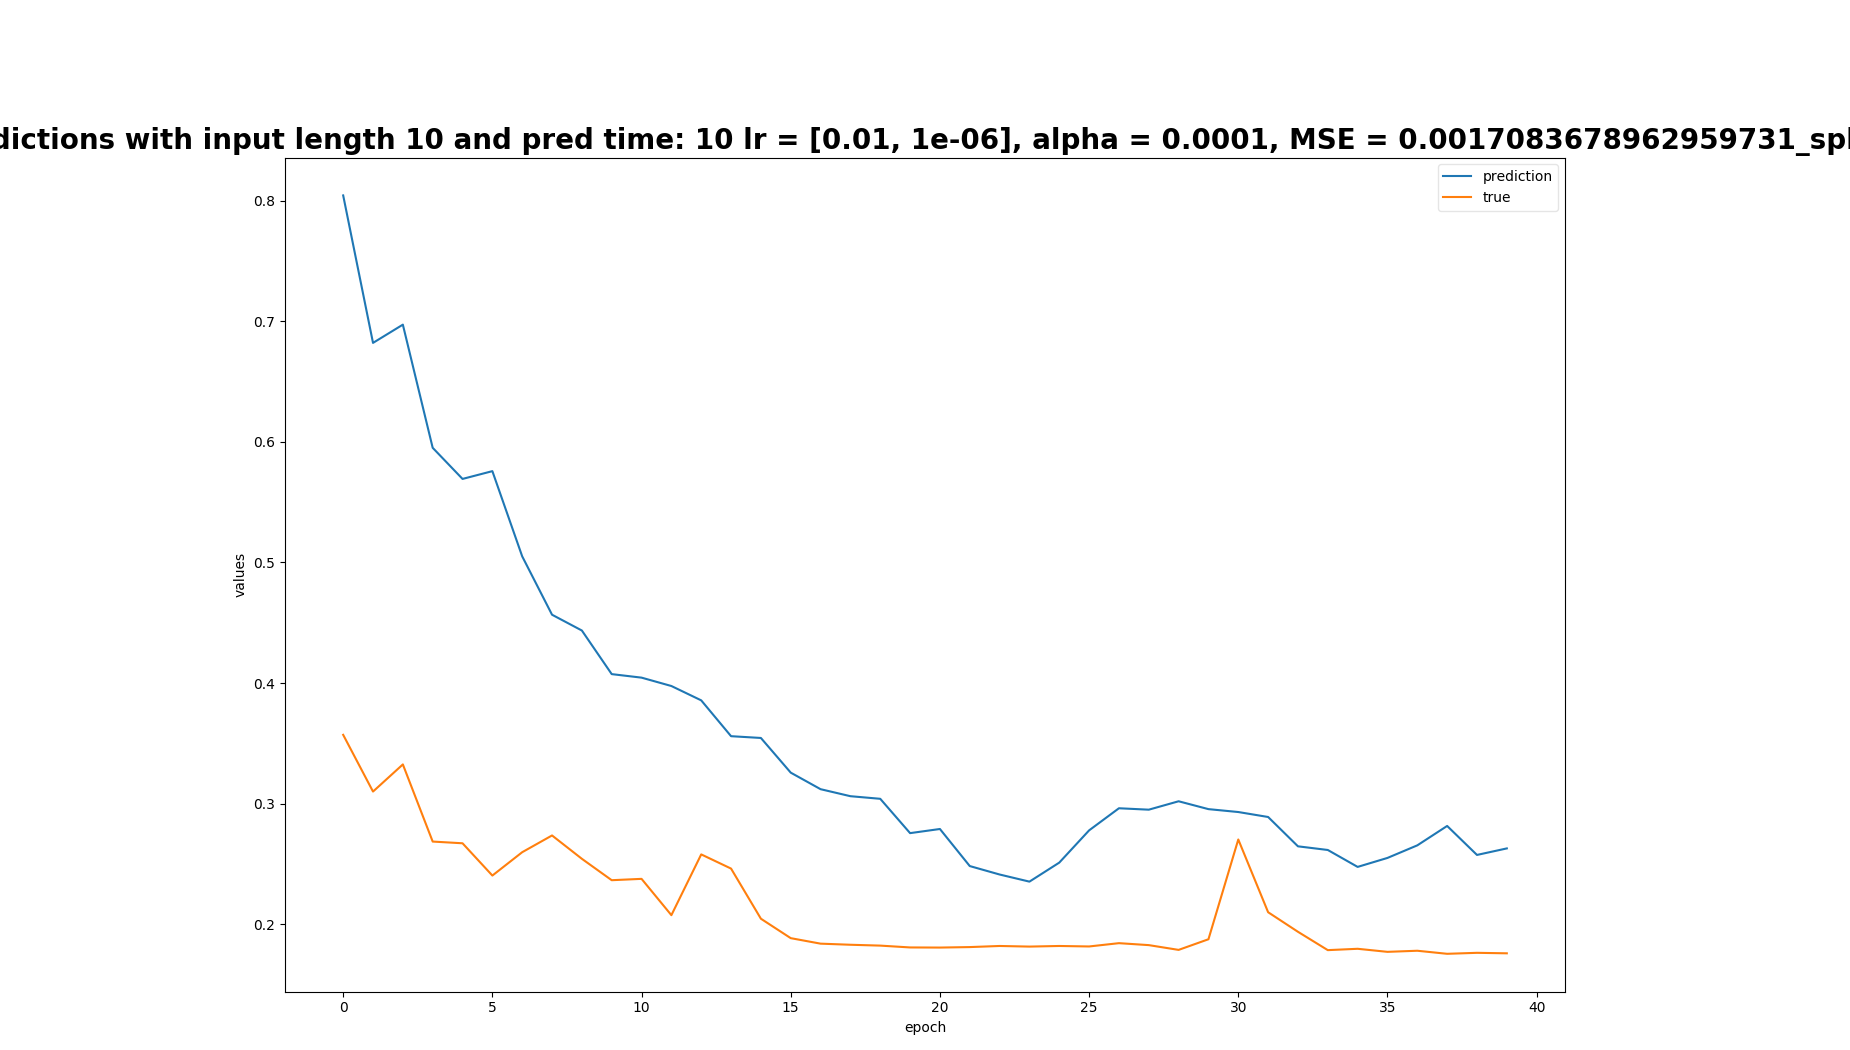 dictions with input length 10 and pred time: 10 lr = [0.01, 1e-06], alpha = 0.0001, MSE = 0.0017083678962959731_spl
prediction
true
0.8
0.7
0.6
0.5
0.4
0.3
0.2
values
0 5 10 15 20 25 30 35 40
epoch